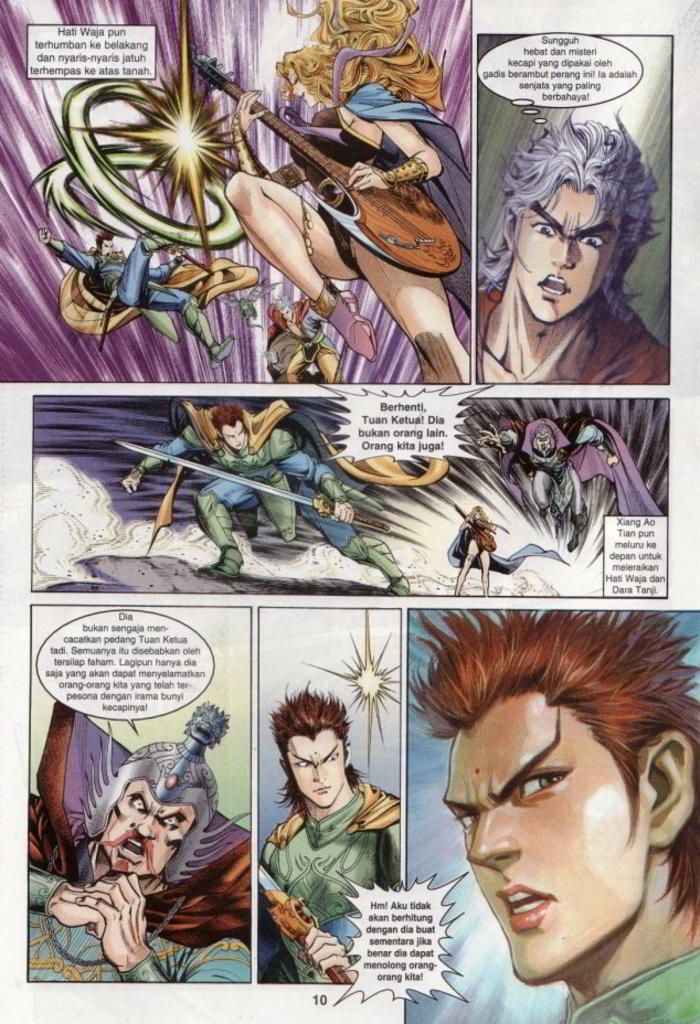 Hati Waja pun
terhumban ke belakang
dan nyaris-nyaris jatuh
terhempas ke atas tanah.
Sungguh
hebat dan misteri
kecapi yang dipakai oleh
gadis berambut perang ini! Ia adalah
senjata yang paling
berbahaya!
Berhenti,
Tuan Ketua! Dia
bukan orang lain.
Orang kita juga!
Xiang Ao
Tian pun
meluru ke
depan untuk
meleraikan
Hati Waja dan
Dara Tanji.
Dia
bukan sengaja men-
cacatkan pedang Tuan Ketua
tadi. Semuanya itu disebabkan oleh
tersilap faham. Lagipun hanya dia
saja yang akan dapat menyelamatkan
orang-orang kita yang telah ter-
pesona dengan irama bunyi
kecapinya!
Hm! Aku tidak
akan berhitung
dengan dia buat
sementara jika
benar dia dapat
menolong orang-
orang kita!
10